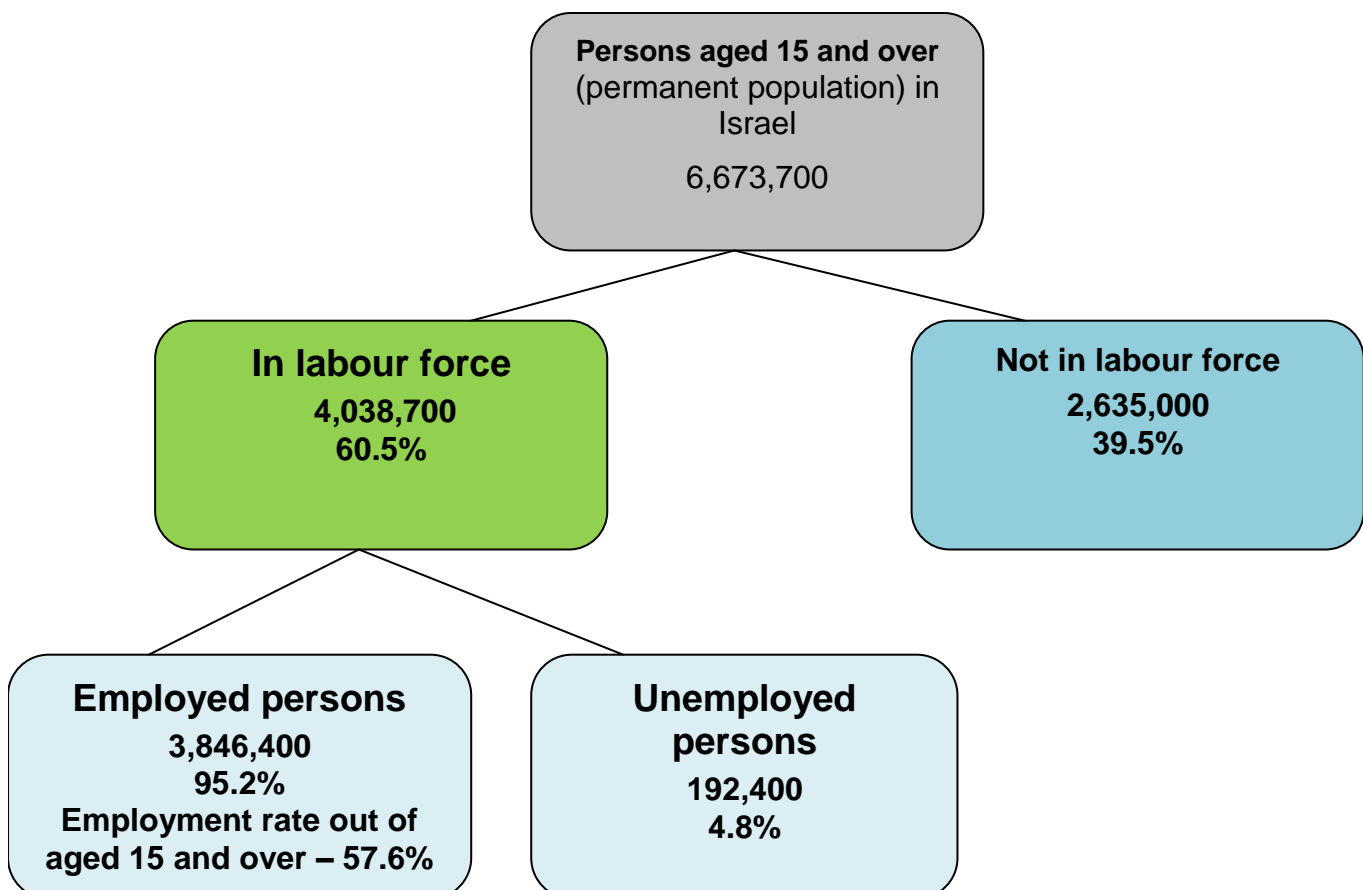 Persons aged 15 and over
(permanent population) in
Israel
6,673,700
In labour force
4,038,700
60.5%
Not in labour force
2,635,000
39.5%
Employed persons
3,846,400
95.2%
Employment rate out of
aged 15 and over – 57.6%
Unemployed
persons
192,400
4.8%